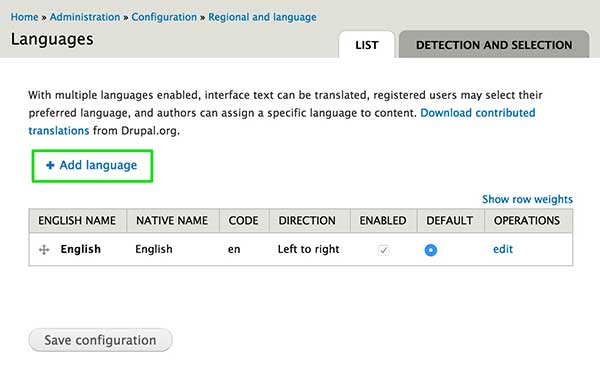 Home » Administration » Configuration » Regional and language
Languages
LIST
DETECTION AND SELECTION
With multiple languages enabled, interface text can be translated, registered users may select their
preferred language, and authors can assign a specific language to content. Download contributed
translations from Drupal.org.
+ Add language
Show row weights
ENGLISH NAME NATIVE NAME CODE DIRECTION ENABLED DEFAULT OPERATIONS
English English en Left to right edit
Save configuration